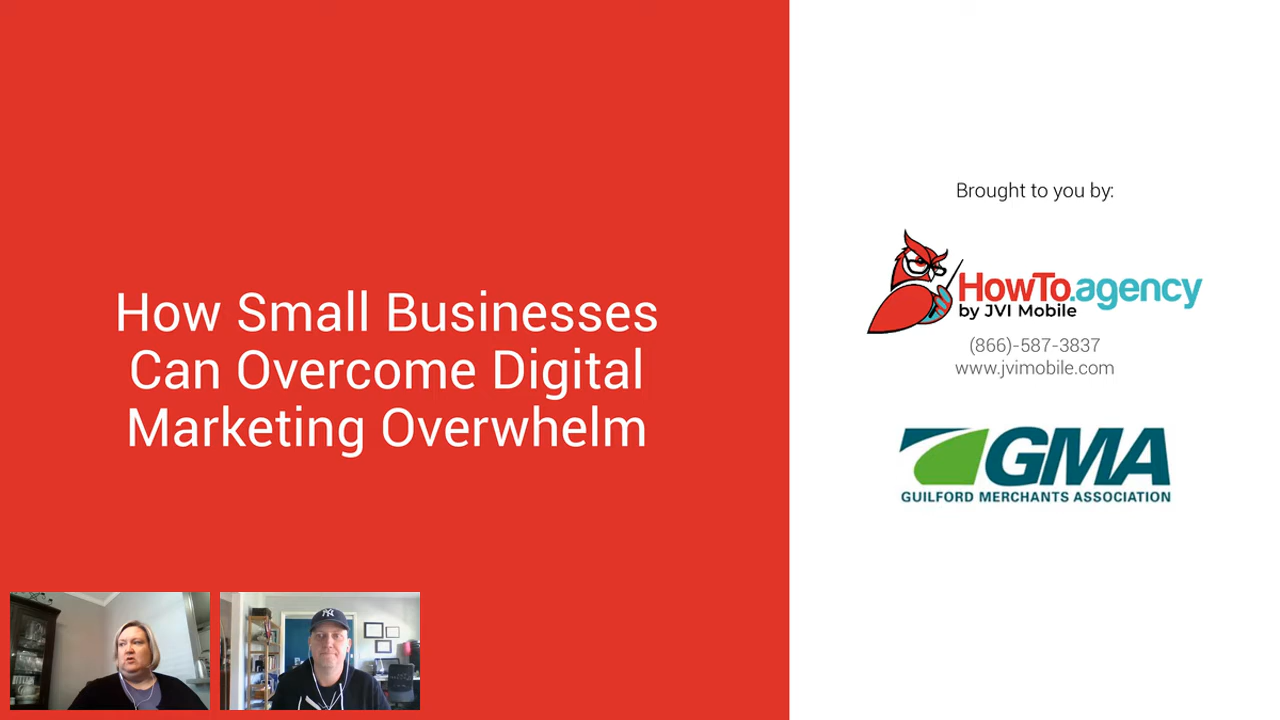 How Small Businesses
Can Overcome Digital
Marketing Overwhelm
Brought to you by:
HowTo.agency
by JVI Mobile
(866)-587-3837
www.jvimobile.com
GMA
GUILFORD MERCHANTS ASSOCIATION